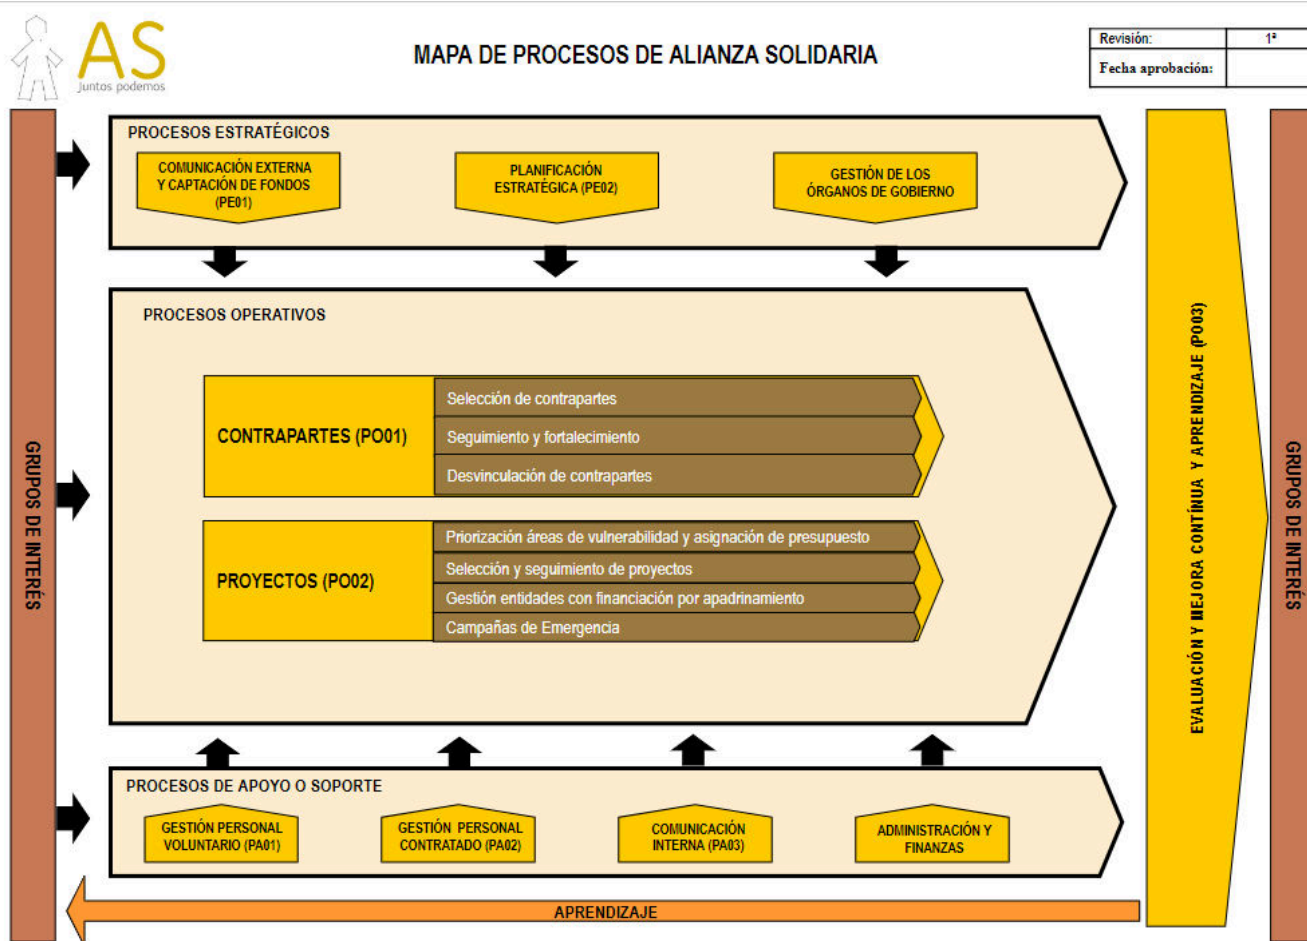 AS
Juntos podemos
MAPA DE PROCESOS DE ALIANZA SOLIDARIA
Revisión: 1ª
Fecha aprobación:
GRUPOS DE INTERÉS
PROCESOS ESTRATÉGICOS
COMUNICACIÓN EXTERNA
Y CAPTACIÓN DE FONDOS
(PE01)
PLANIFICACIÓN
ESTRATÉGICA (PE02)
GESTIÓN DE LOS
ÓRGANOS DE GOBIERNO
PROCESOS OPERATIVOS
CONTRAPARTES (PO01)
Selección de contrapartes
Seguimiento y fortalecimiento
Desvinculación de contrapartes
PROYECTOS (PO02)
Priorización áreas de vulnerabilidad y asignación de presupuesto
Selección y seguimiento de proyectos
Gestión entidades con financiación por apadrinamiento
Campañas de Emergencia
PROCESOS DE APOYO O SOPORTE
GESTIÓN PERSONAL
VOLUNTARIO (PA01)
GESTIÓN PERSONAL
CONTRATADO (PA02)
COMUNICACIÓN
INTERNA (PA03)
ADMINISTRACIÓN Y
FINANZAS
APRENDIZAJE
EVALUACIÓN Y MEJORA CONTÍNUA Y APRENDIZAJE (PO03)
GRUPOS DE INTERÉS